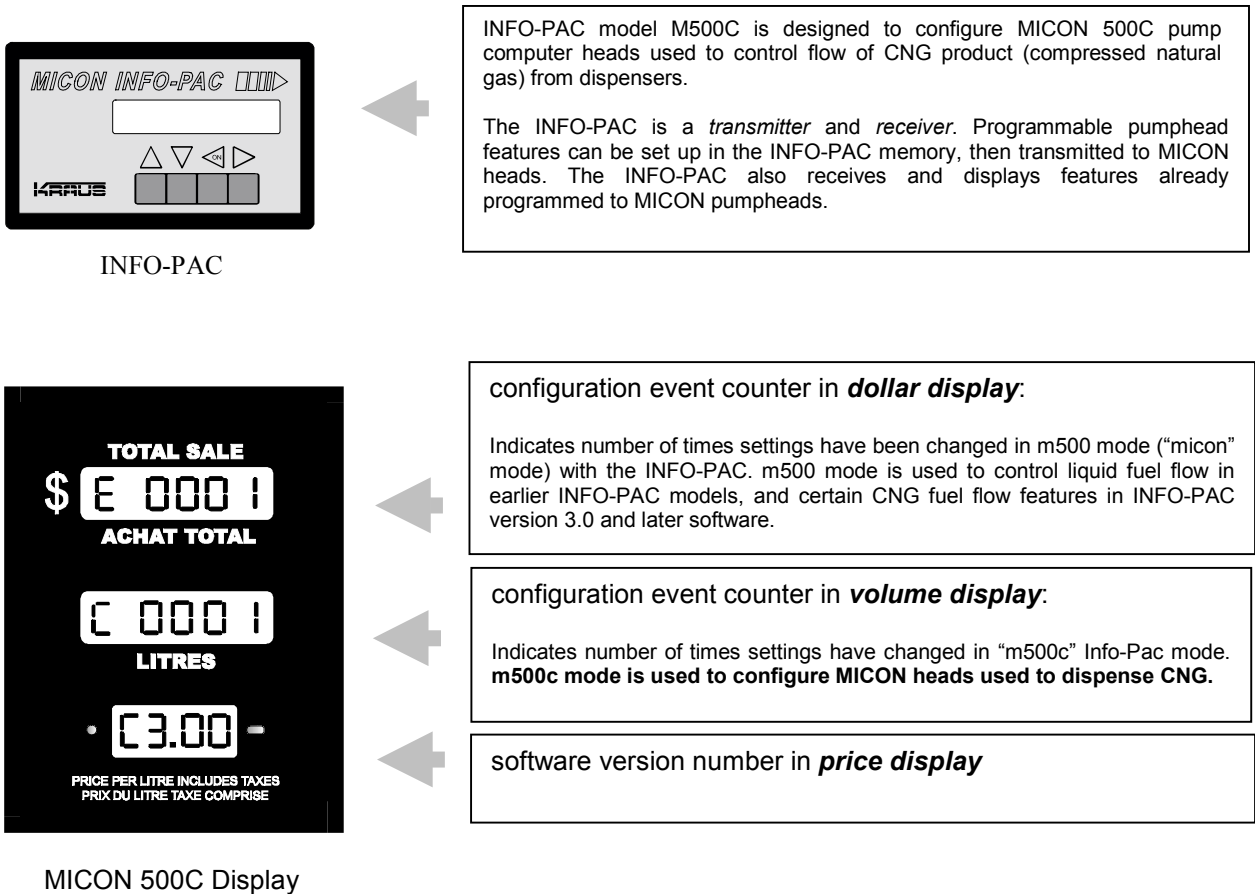 MICON INFO-PAC
ON
KRAUS
INFO-PAC
INFO-PAC model M500C is designed to configure MICON 500C pump
computer heads used to control flow of CNG product (compressed natural
gas) from dispensers.
The INFO-PAC is a transmitter and receiver. Programmable pumphead
features can be set up in the INFO-PAC memory, then transmitted to MICON
heads. The INFO-PAC also receives and displays features already
programmed to MICON pumpheads.
TOTAL SALE
$ E 0001
ACHAT TOTAL
C 0001
LITRES
C3.00
PRICE PER LITRE INCLUDES TAXES
PRIX DU LITRE TAXE COMPRISE
MICON 500C Display
configuration event counter in dollar display:
Indicates number of times settings have been changed in m500 mode (“micon”
mode) with the INFO-PAC. m500 mode is used to control liquid fuel flow in
earlier INFO-PAC models, and certain CNG fuel flow features in INFO-PAC
version 3.0 and later software.
configuration event counter in volume display:
Indicates number of times settings have changed in “m500c” Info-Pac mode.
m500c mode is used to configure MICON heads used to dispense CNG.
software version number in price display